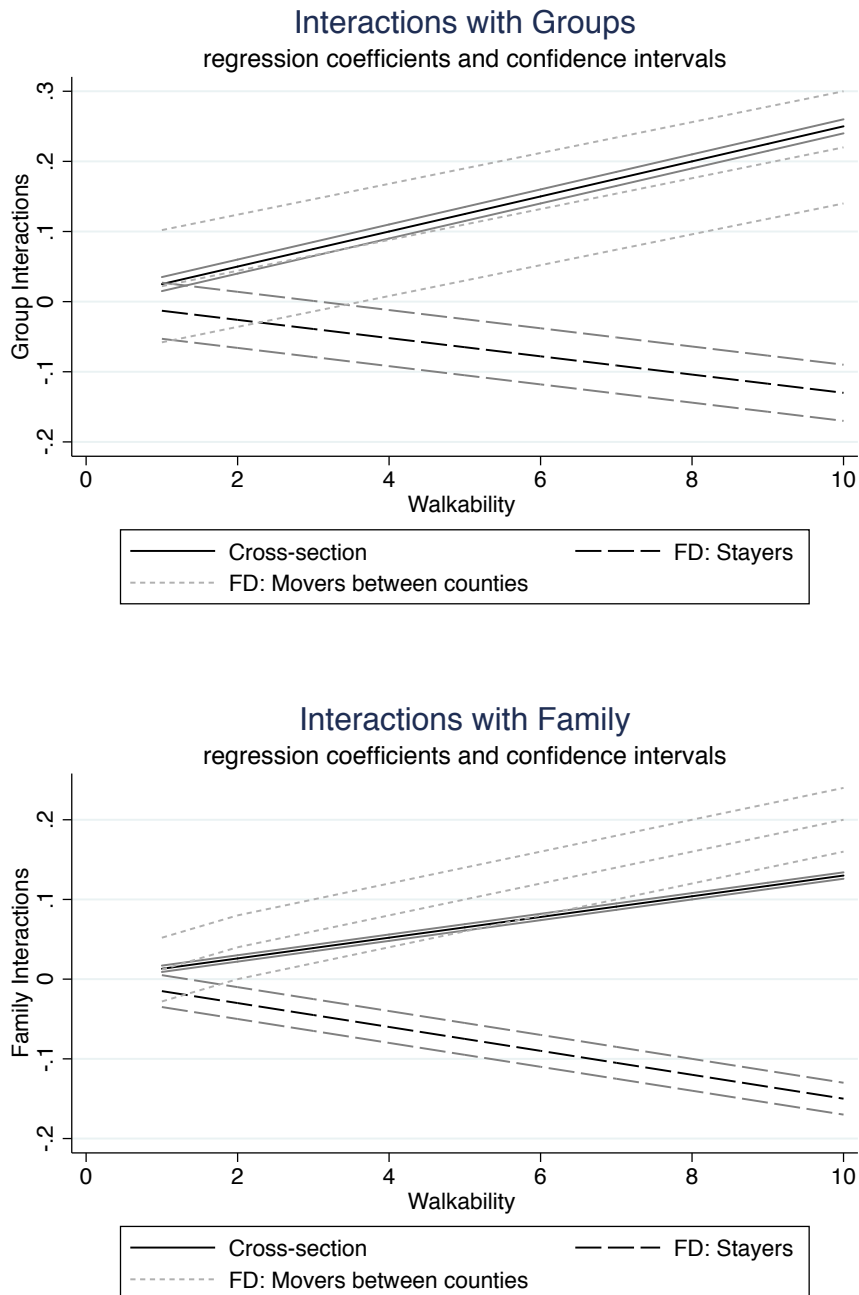 Interactions with Groups
regression coefficients and confidence intervals
.3
.2
.1
0
-.1
-.2
Group Interactions
0 2 4 6 8 10
Walkability
Cross-section FD: Stayers
FD: Movers between counties
Interactions with Family
regression coefficients and confidence intervals
.2
.1
0
-.1
-.2
Family Interactions
0 2 4 6 8 10
Walkability
Cross-section FD: Stayers
FD: Movers between counties